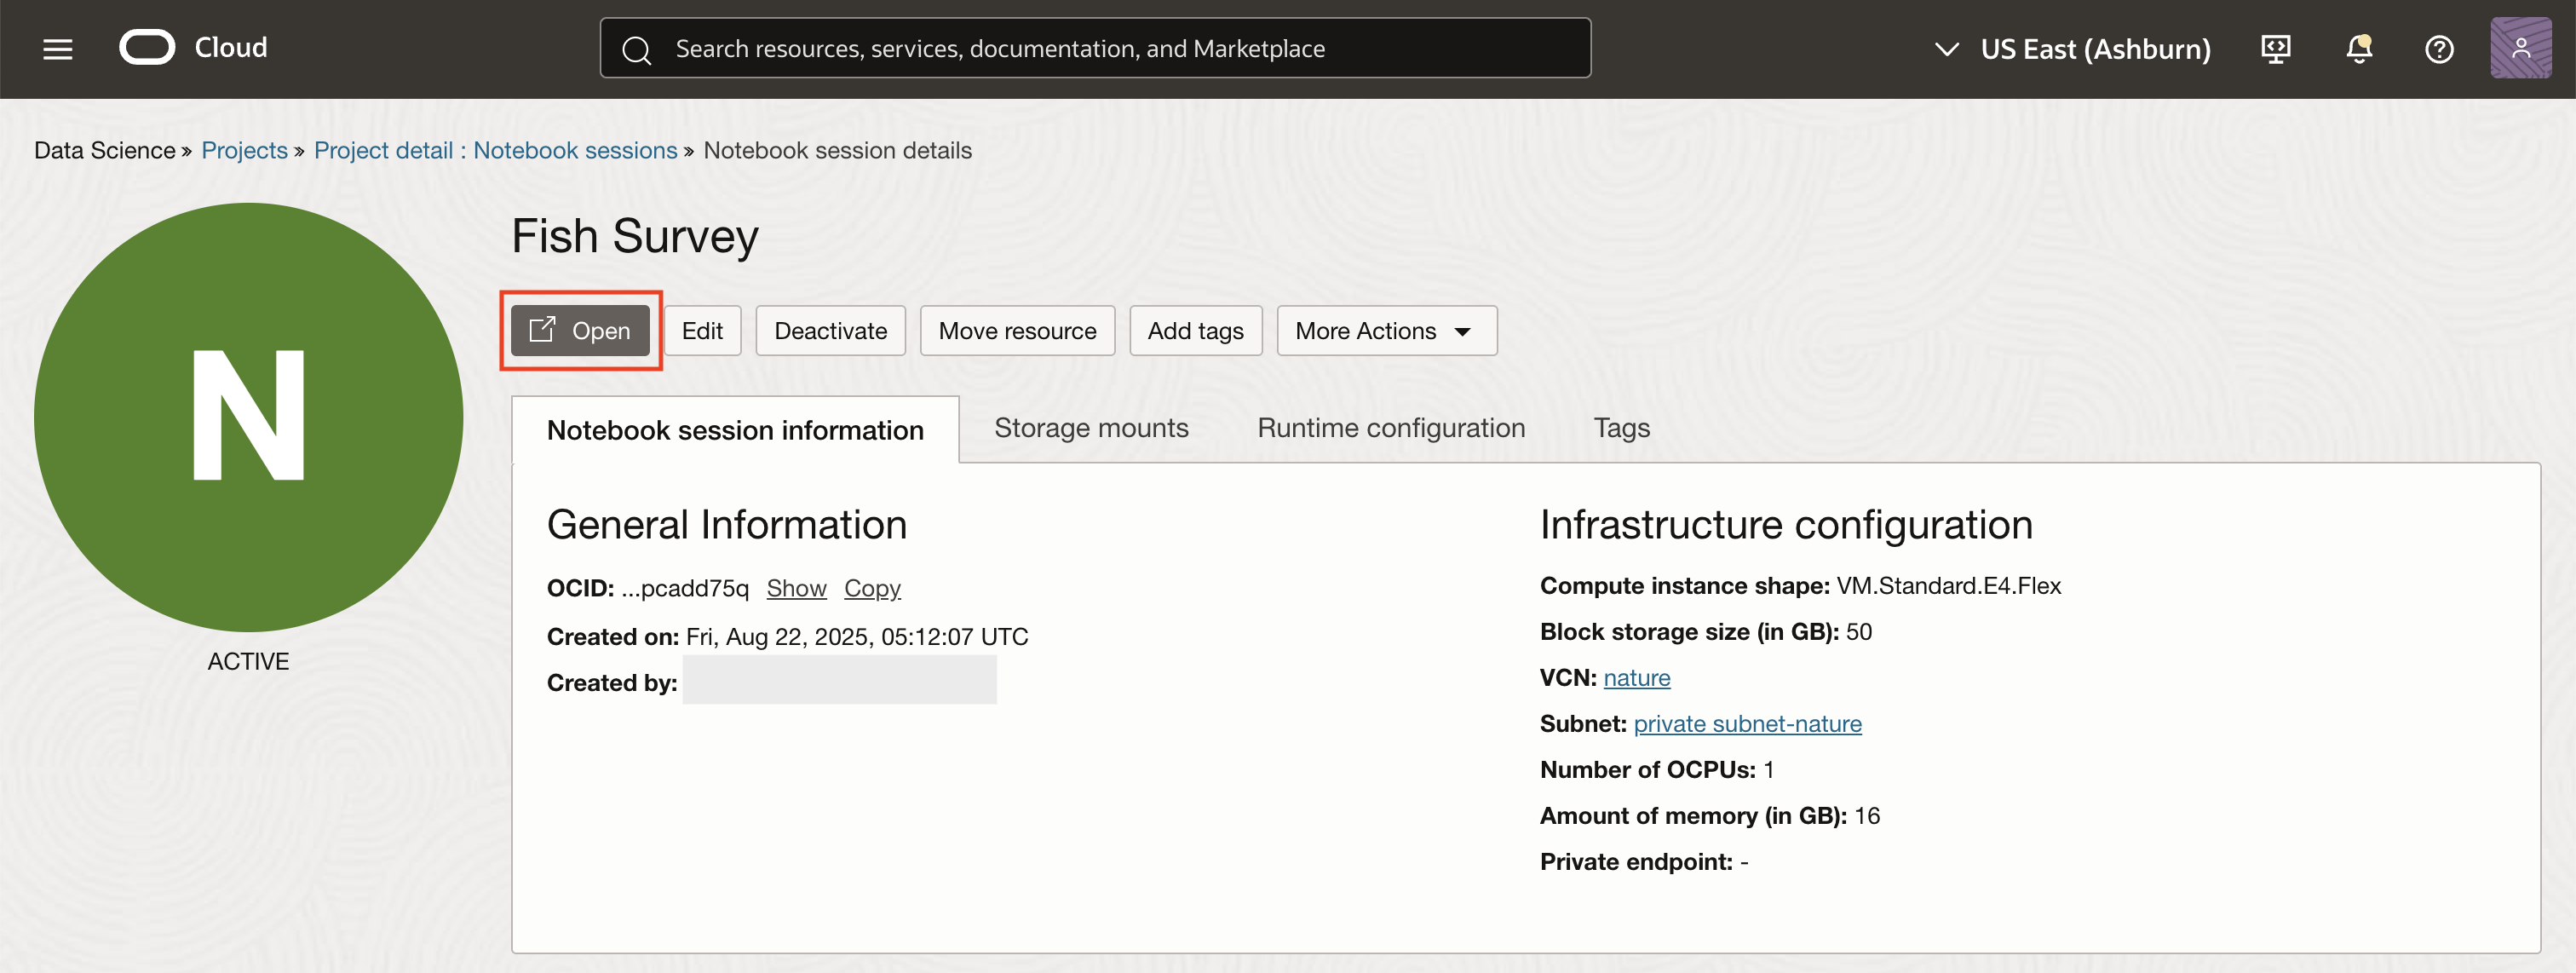 Cloud
Search resources, services, documentation, and Marketplace
US East (Ashburn)
Data Science » Projects » Project detail : Notebook sessions » Notebook session details
N
ACTIVE
Fish Survey
Open
Edit
Deactivate
Move resource
Add tags
More Actions
Notebook session information
Storage mounts
Runtime configuration
Tags
General Information
OCID: ...pcadd75q Show Copy
Created on: Fri, Aug 22, 2025, 05:12:07 UTC
Created by:
Infrastructure configuration
Compute instance shape: VM.Standard.E4.Flex
Block storage size (in GB): 50
VCN: nature
Subnet: private subnet-nature
Number of OCPUs: 1
Amount of memory (in GB): 16
Private endpoint: -